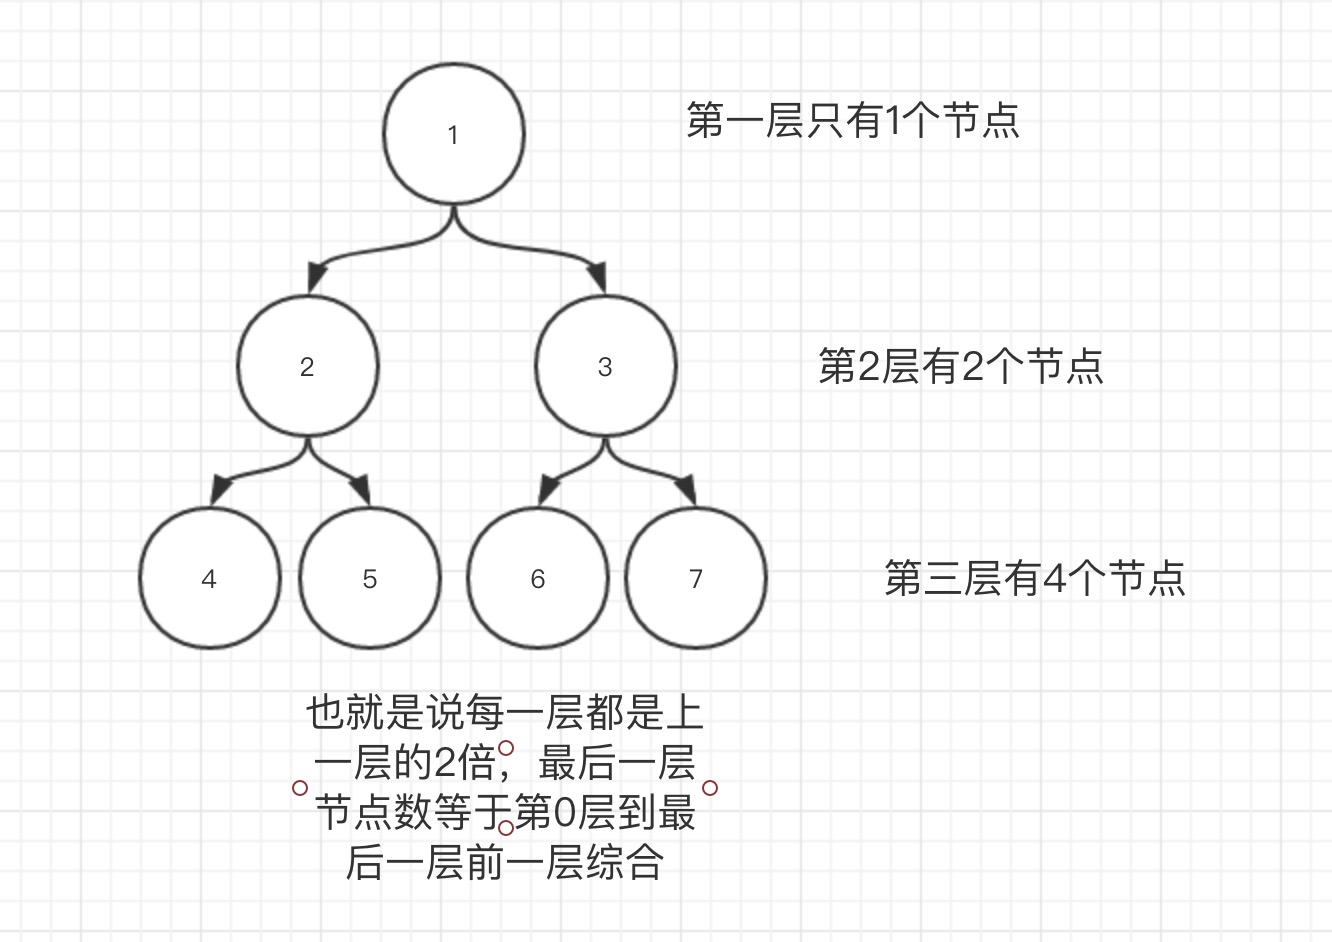 1
第一层只有1个节点
2
3
第2层有2个节点
4
5
6
7
第三层有4个节点
也就是说每一层都是上
一层的2倍，最后一层
节点数等于第0层到最
后一层前一层综合